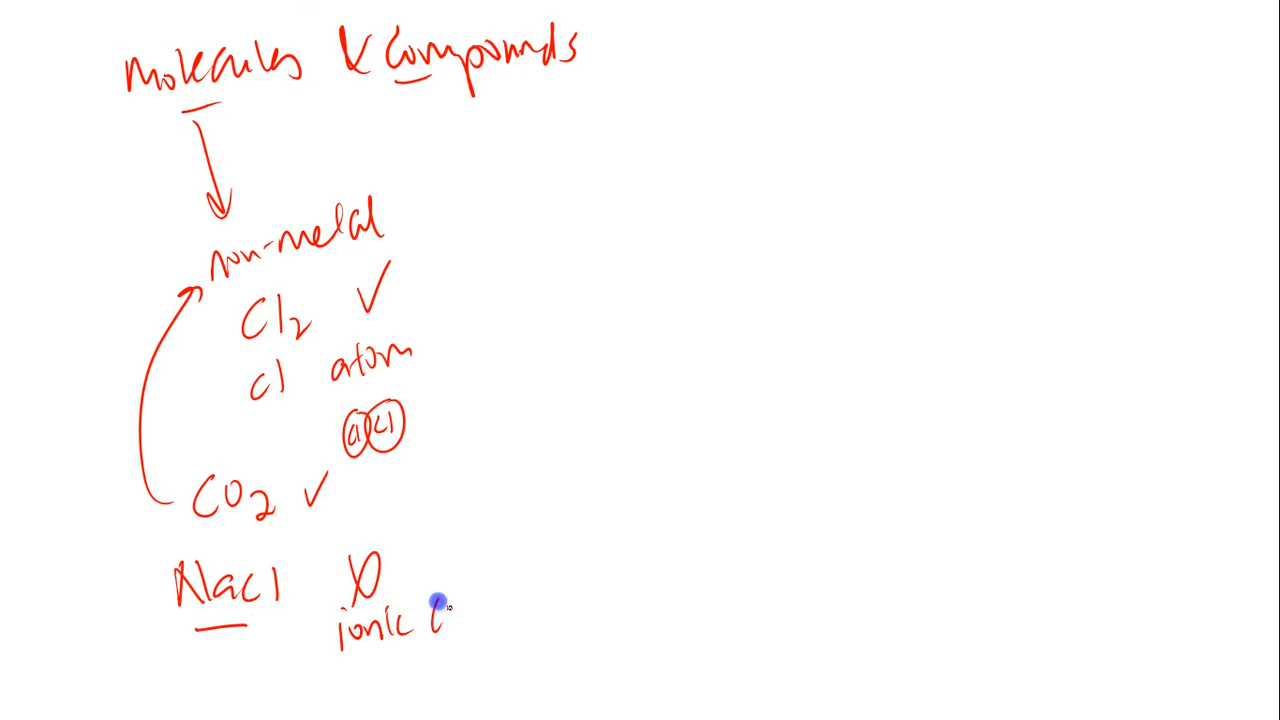 Molecules & Compounds
non-metal
Cl2 ✓
Cl atom
Cl Cl
CO2 ✓
NaCl X
ionic (